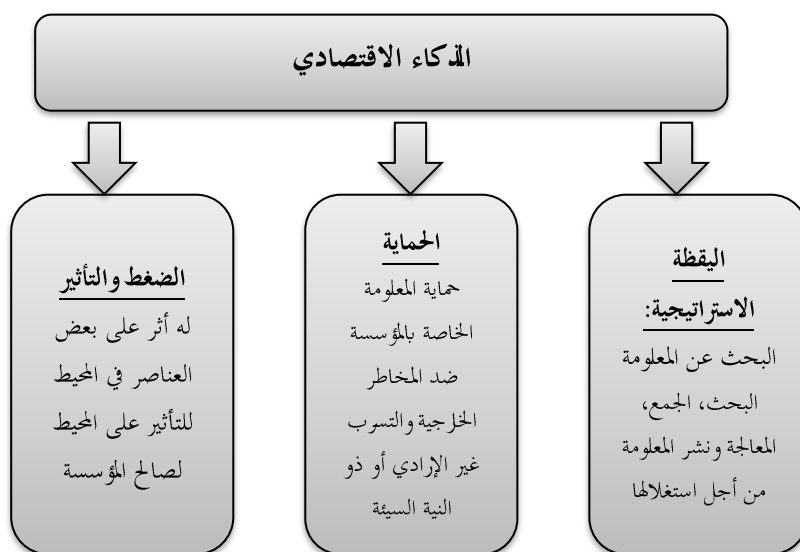 الذكاء الاقتصادي
اليقظة
الاستراتيجية:
البحث عن المعلومة
البحث، الجمع،
المعالجة ونشر المعلومة
من أجل استغلالها
الحماية
حماية المعلومة
الخاصة بالمؤسسة
ضد المخاطر
الخارجية والتسرب
غير الإرادي أو ذو
النية السيئة
الضغط والتأثير
له أثر على بعض
العناصر في المحيط
للتأثير على المحيط
لصالح المؤسسة